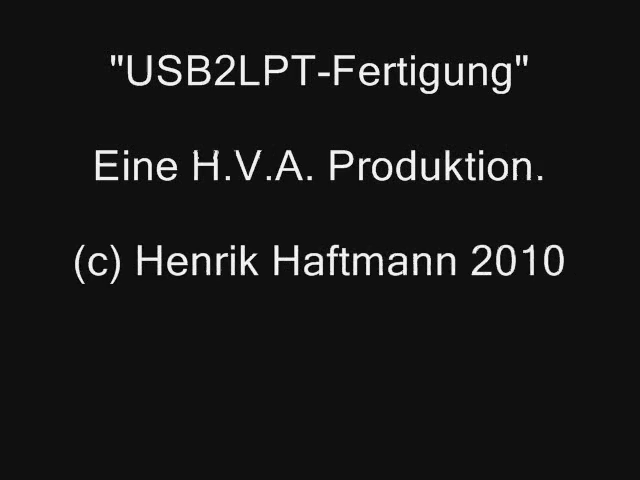 "USB2LPT-Fertigung"
Eine H.V.A. Produktion.
(c) Henrik Haftmann 2010